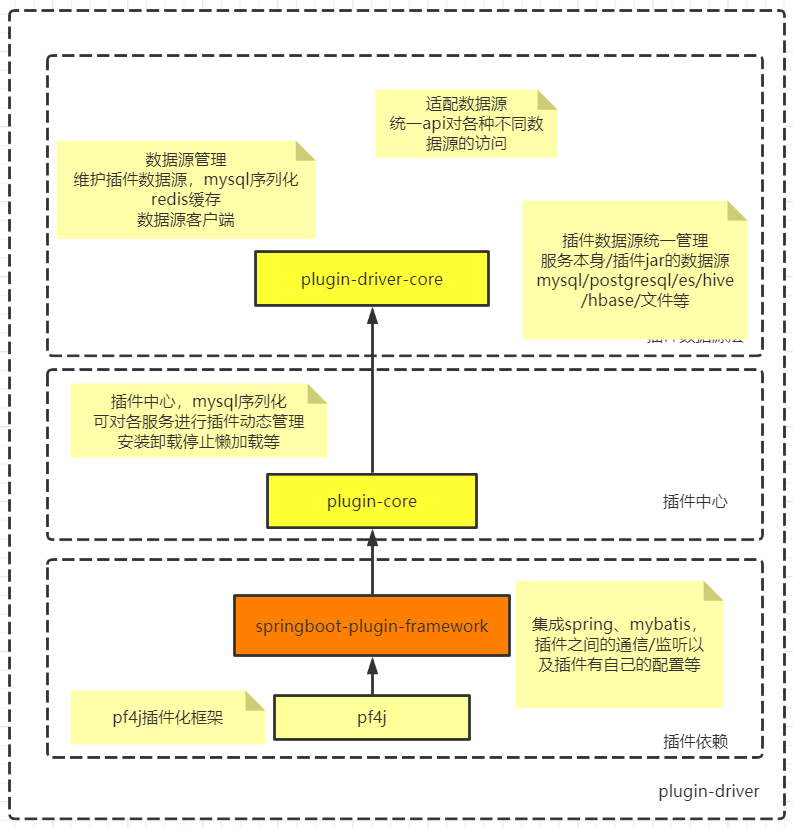 适配数据源
统一api对各种不同数
据源的访问
数据源管理
维护插件数据源，mysql序列化
redis缓存
数据源客户端
插件数据源统一管理
服务本身/插件jar的数据源
mysql/postgresql/es/hive
/hbase/文件等
plugin-driver-core
插件数据源层
插件中心，mysql序列化
可对各服务进行插件动态管理
安装卸载停止懒加载等
plugin-core
插件中心
springboot-plugin-framework
集成spring、mybatis，
插件之间的通信/监听以
及插件有自己的配置等
pf4j插件化框架
pf4j
插件依赖
plugin-driver